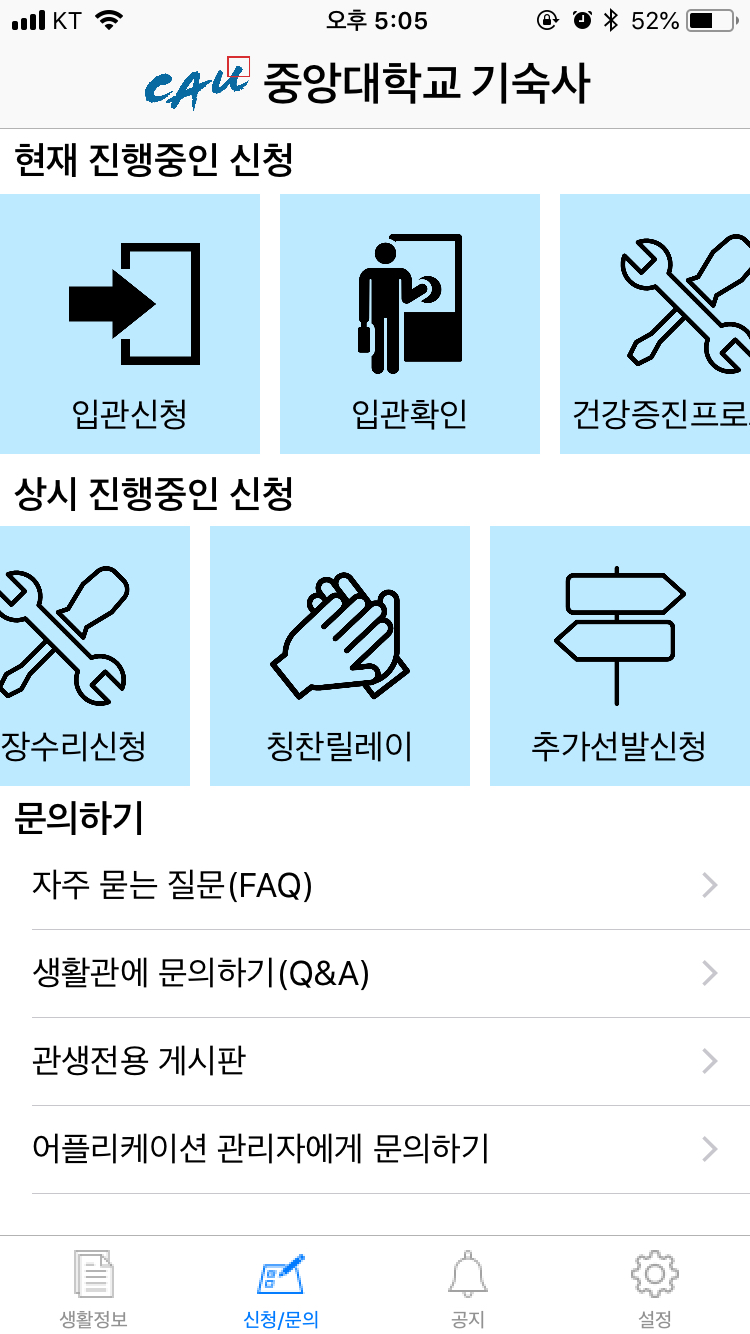 KT 오후 5:05 52%
CAU 중앙대학교 기숙사
현재 진행중인 신청
입관신청
입관확인
건강증진프로
상시 진행중인 신청
장수리신청
칭찬릴레이
추가선발신청
문의하기
자주 묻는 질문(FAQ)
생활관에 문의하기(Q&A)
관생전용 게시판
어플리케이션 관리자에게 문의하기
생활정보
신청/문의
공지
설정